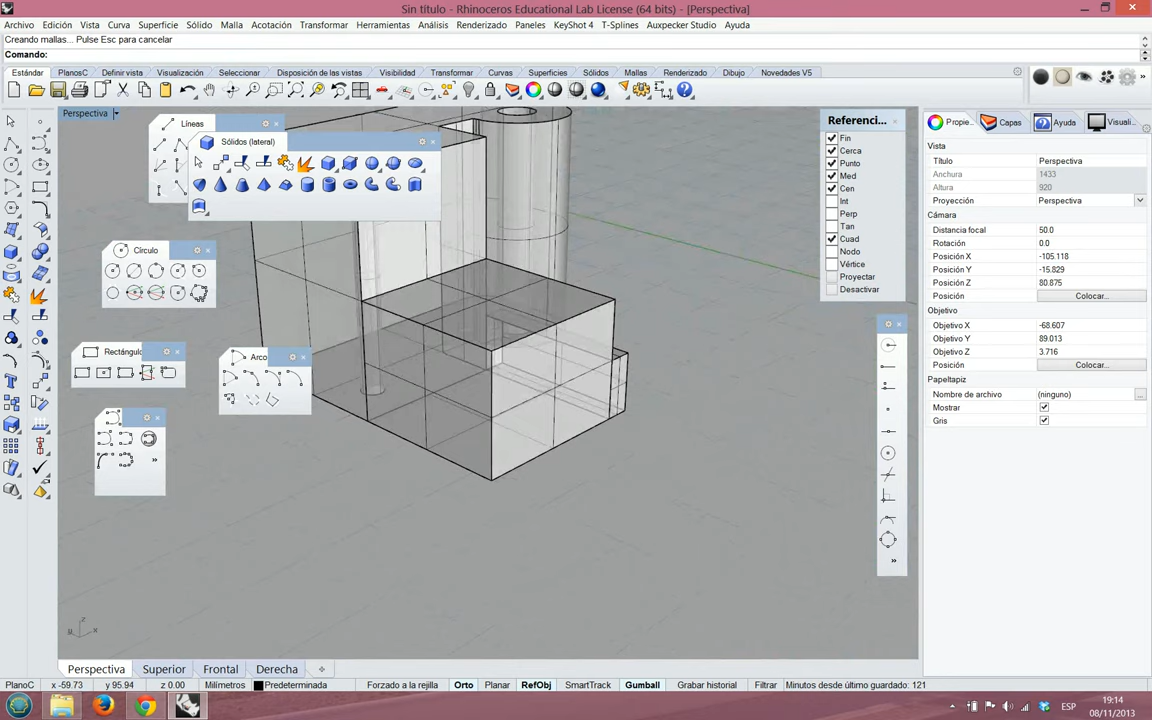 Sin título - Rhinoceros Educational Lab License (64 bits) - [Perspectiva]
Archivo Edición Vista Curva Superficie Sólido Malla Acotación Transformar Herramientas Análisis Renderizado Paneles KeyShot 4 T-Splines Auxpecker Studio Ayuda
Creando mallas... Pulse Esc para cancelar
Comando:
Estándar PlanosC Definir vista Visualización Seleccionar Disposición de las vistas Visibilidad Transformar Curvas Superficies Sólidos Mallas Renderizado Dibujo Novedades V5
Perspectiva
Líneas
Sólidos (lateral)
Círculo
Rectángulo
Arco
Referenci...
Fin
Cerca
Punto
Med
Cen
Int
Perp
Tan
Cuad
Nodo
Vértice
Proyectar
Desactivar
Propie... Capas Ayuda Visuali...
Vista
Título Perspectiva
Anchura 1433
Altura 920
Proyección Perspectiva
Cámara
Distancia focal 50.0
Rotación 0.0
Posición X -105.118
Posición Y -15.829
Posición Z 80.875
Posición Colocar...
Objetivo
Objetivo X -68.607
Objetivo Y 89.013
Objetivo Z 3.716
Posición Colocar...
Papeltapiz
Nombre de archivo (ninguno) ...
Mostrar
Gris
z
y x
Perspectiva Superior Frontal Derecha
PlanoC x -59.73 y 95.94 z 0.00 Milímetros Predeterminada Forzado a la rejilla Orto Planar RefObj SmartTrack Gumball Grabar historial Filtrar Minutos desde último guardado: 121
ESP
19:14
08/11/2013